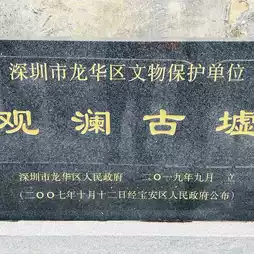 深圳市龙华区文物保护单位
观澜古墟
深圳市龙华区人民政府 二〇一九年九月 立
(二〇〇七年十月十二日经宝安区人民政府公布)